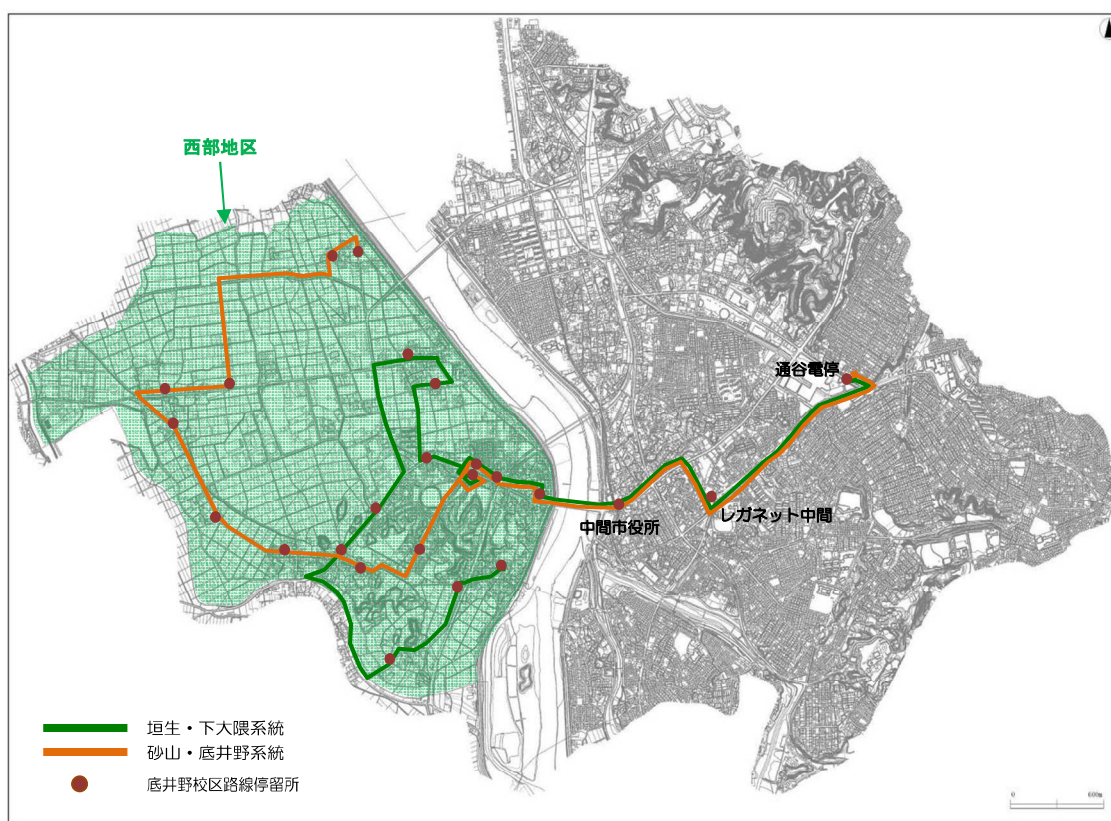 西部地区
通谷電停
レガネット中間
中間市役所
垣生・下大隈系統
砂山・底井野系統
底井野校区路線停留所
0 600m